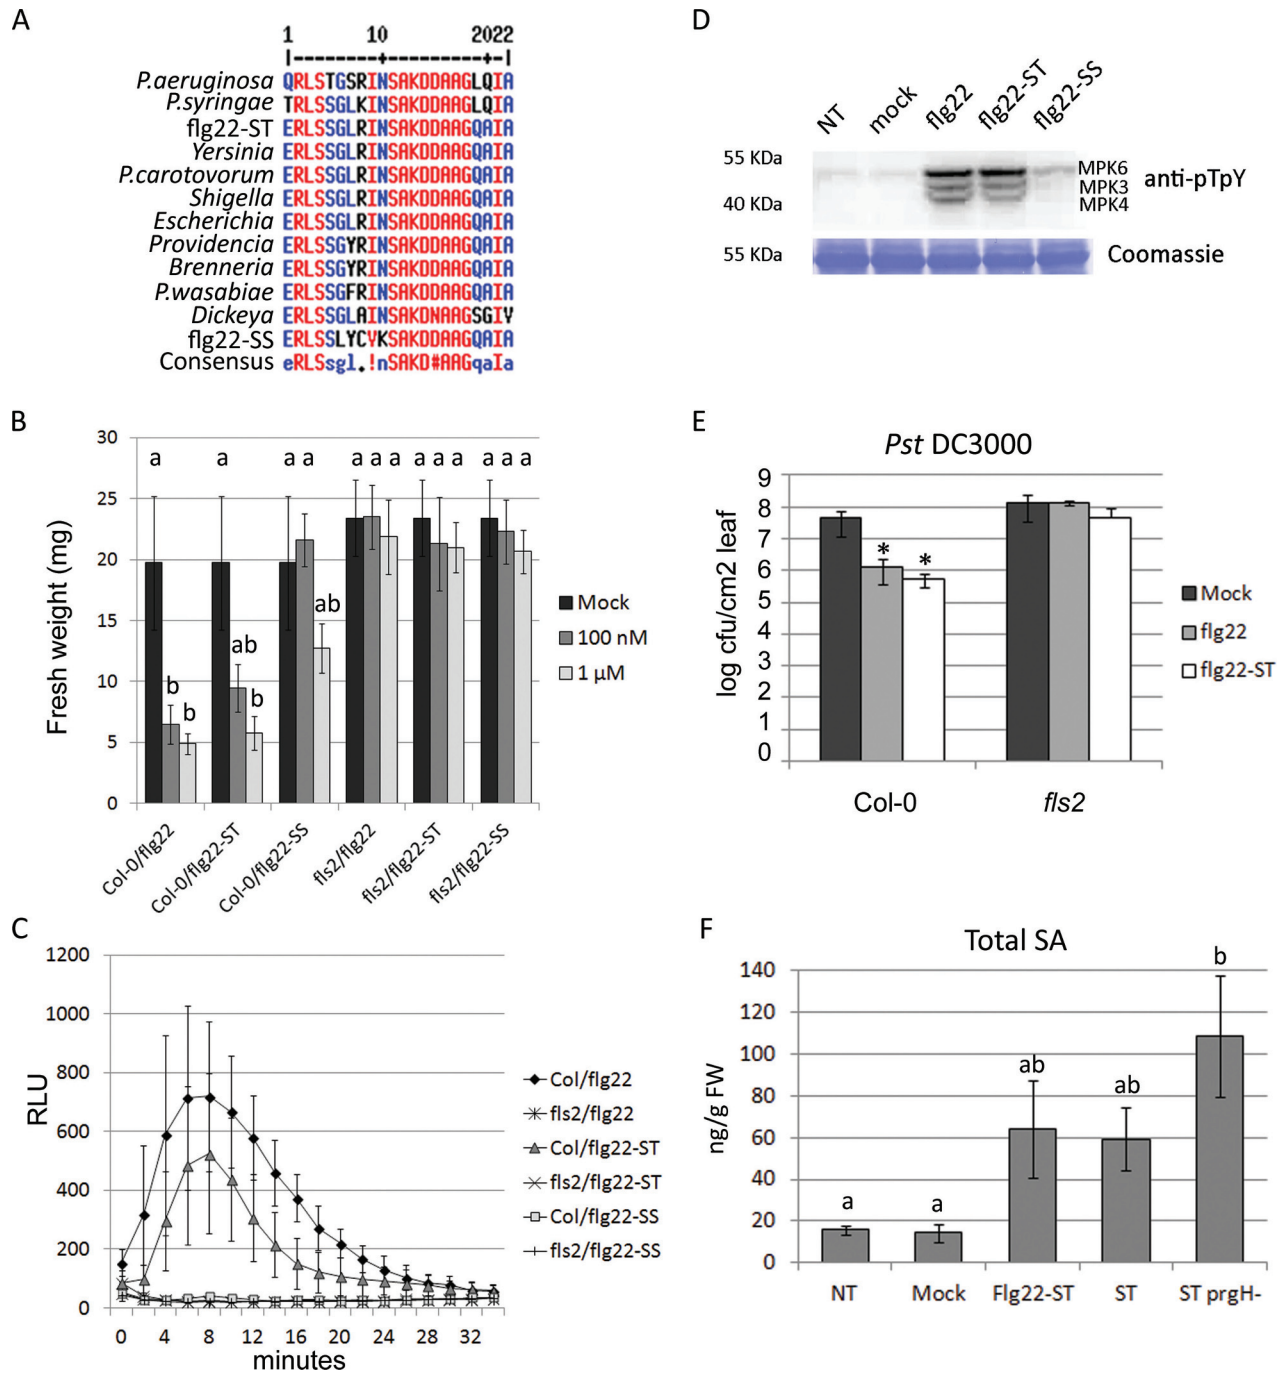 A
1 10 2022
P.aeruginosa QRLSTGSRINSAKDDAAGLQIA
P.syringae TRLSSGLKINSAKDDAAGLQIA
flg22-ST ERLSSGLRINSAKDDAAGQAIA
Yersinia ERLSSGLRINSAKDDAAGQAIA
P.carotovorum ERLSSGLRINSAKDDAAGQAIA
Shigella ERLSSGLRINSAKDDAAGQAIA
Escherichia ERLSSGLRINSAKDDAAGQAIA
Providencia ERLSSGYRINSAKDDAAGQAIA
Brenneria ERLSSGYRINSAKDDAAGQAIA
P.wasabiae ERLSSGFRINSAKDDAAGQAIA
Dickeya ERLSSGLAINSAKDNAAGSGIY
flg22-SS ERLSSLYCVKSAKDDAAGQAIA
Consensus eRLSsgl.!nSAKD#AAGqaIa
D
NT mock flg22 flg22-ST flg22-SS
55 KDa
40 KDa
MPK6
MPK3
MPK4
anti-pTpY
55 KDa
Coomassie
B
Fresh weight (mg)
30
25
20
15
10
5
0
a a a a a a a a a a a
b b ab b ab
Col-0/flg22 Col-0/flg22-ST Col-0/flg22-SS fls2/flg22 fls2/flg22-ST fls2/flg22-SS
Mock
100 nM
1 µM
E
Pst DC3000
log cfu/cm2 leaf
9
8
7
6
5
4
3
2
1
0
* *
Col-0 fls2
Mock
flg22
flg22-ST
C
RLU
1200
1000
800
600
400
200
0
0 4 8 12 16 20 24 28 32
minutes
Col/flg22
fls2/flg22
Col/flg22-ST
fls2/flg22-ST
Col/flg22-SS
fls2/flg22-SS
F
Total SA
ng/g FW
140
120
100
80
60
40
20
0
a a ab ab b
NT Mock Flg22-ST ST ST prgH-